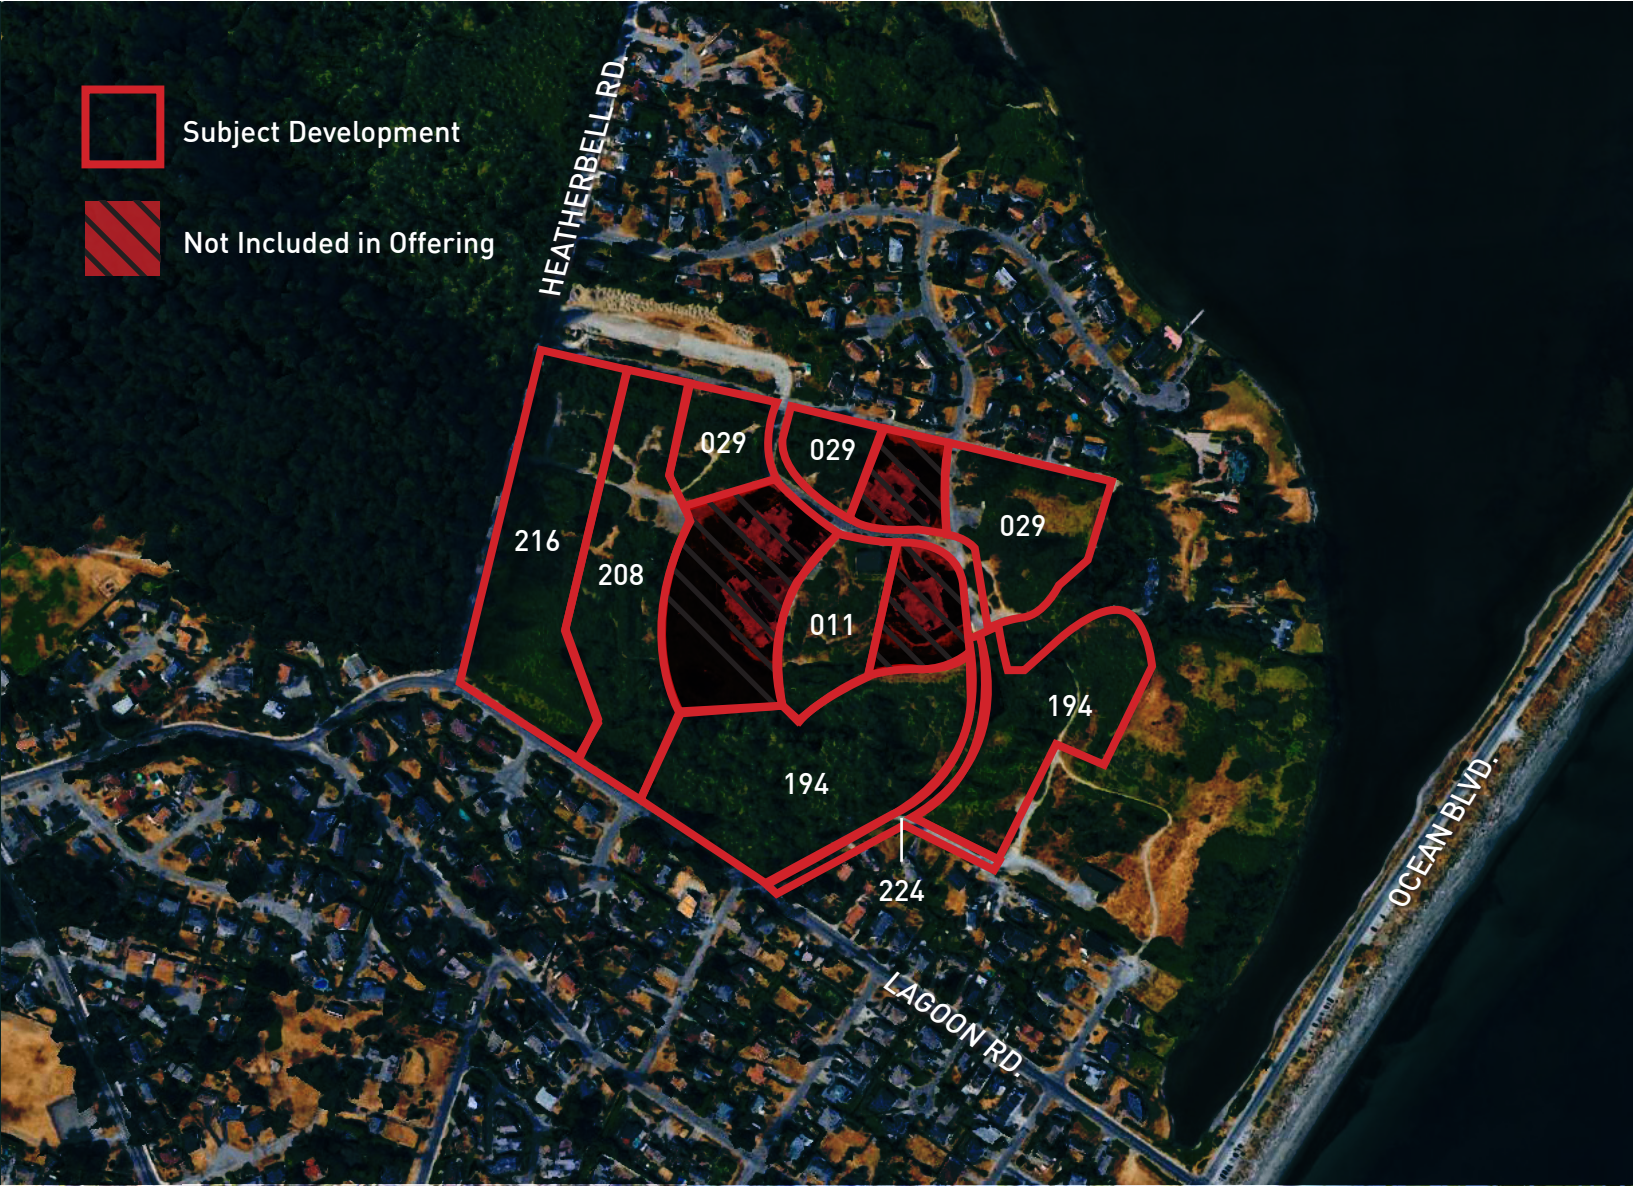 HEATHERBELL RD.
Subject Development
Not Included in Offering
029
029
029
216
208
011
194
194
224
OCEAN BLVD.
LAGOON RD.